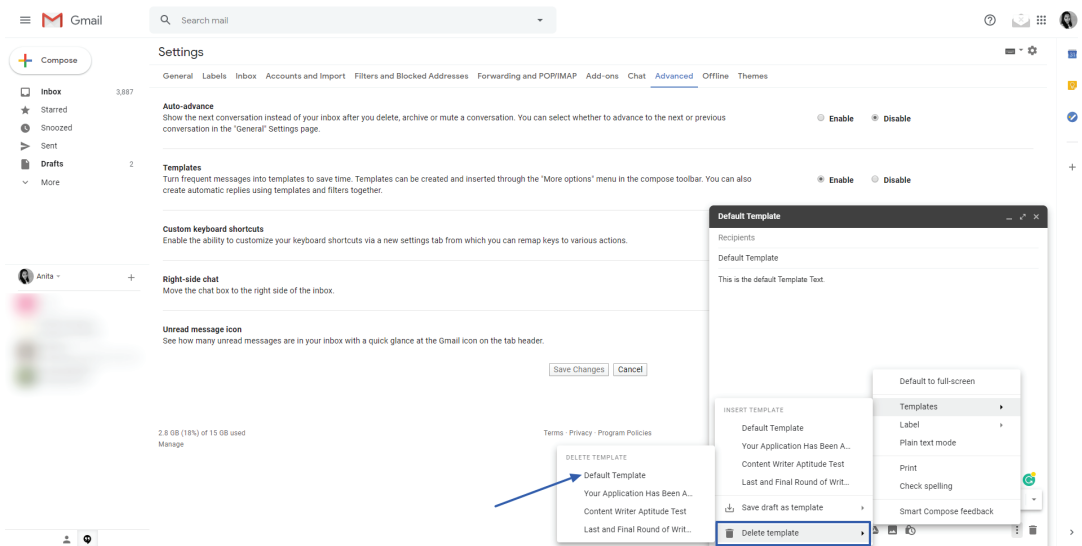 Gmail
Search mail
Compose
Inbox 3,887
Starred
Snoozed
Sent
Drafts 2
More
Anita
Settings
General Labels Inbox Accounts and Import Filters and Blocked Addresses Forwarding and POP/IMAP Add-ons Chat Advanced Offline Themes
Auto-advance
Show the next conversation instead of your inbox after you delete, archive or mute a conversation. You can select whether to advance to the next or previous
conversation in the "General" Settings page.
Enable Disable
Templates
Turn frequent messages into templates to save time. Templates can be created and inserted through the "More options" menu in the compose toolbar. You can also
create automatic replies using templates and filters together.
Enable Disable
Custom keyboard shortcuts
Enable the ability to customize your keyboard shortcuts via a new settings tab from which you can remap keys to various actions.
Right-side chat
Move the chat box to the right side of the inbox.
Unread message icon
See how many unread messages are in your inbox with a quick glance at the Gmail icon on the tab header.
Save Changes Cancel
2.8 GB (18%) of 15 GB used
Manage
Terms · Privacy · Program Policies
Default Template
Recipients
Default Template
This is the default Template Text.
Default to full-screen
Templates
Label
Plain text mode
Print
Check spelling
Smart Compose feedback
INSERT TEMPLATE
Default Template
Your Application Has Been A...
Content Writer Aptitude Test
Last and Final Round of Writ...
Save draft as template
Delete template
DELETE TEMPLATE
Default Template
Your Application Has Been A...
Content Writer Aptitude Test
Last and Final Round of Writ...